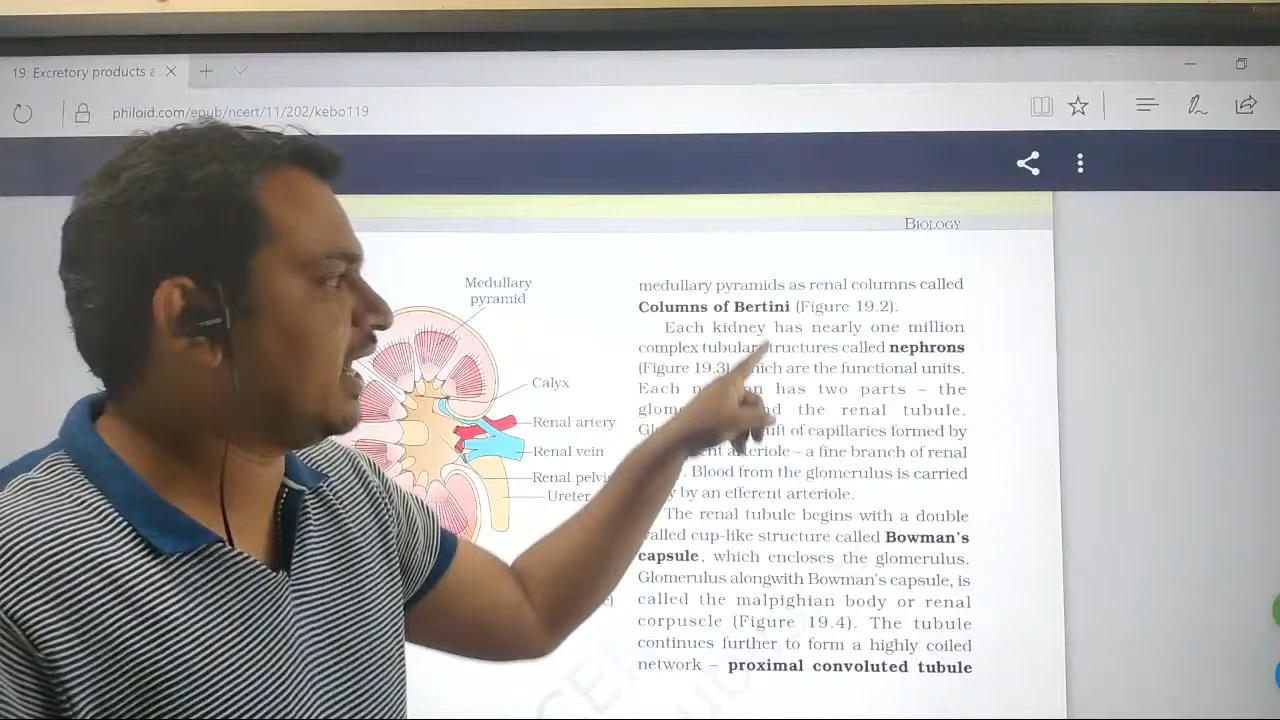 19: Excretory products a
philoid.com/epub/ncert/11/202/kebo119
BIOLOGY
Medullary
pyramid
Calyx
Renal artery
Renal vein
Renal pelvis
Ureter
medullary pyramids as renal columns called
Columns of Bertini (Figure 19.2).
Each kidney has nearly one million
complex tubular structures called nephrons
(Figure 19.3), which are the functional units.
Each has two parts – the
the renal tubule.
tuft of capillaries formed by
arteriole – a fine branch of renal
Blood from the glomerulus is carried
by an efferent arteriole.
The renal tubule begins with a double
walled cup-like structure called Bowman's
capsule, which encloses the glomerulus.
Glomerulus alongwith Bowman's capsule, is
called the malpighian body or renal
corpuscle (Figure 19.4). The tubule
continues further to form a highly coiled
network – proximal convoluted tubule